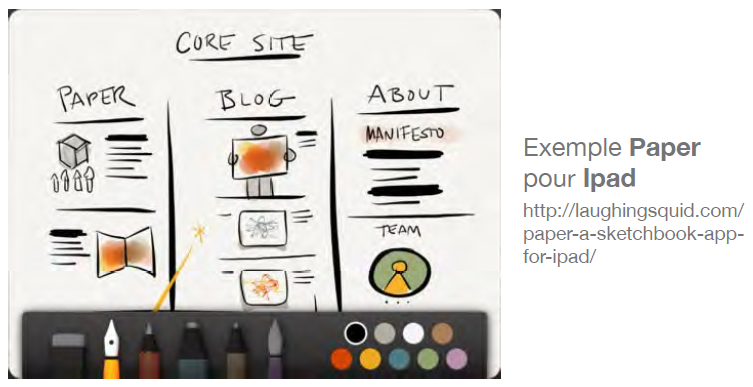 CORE SITE
PAPER
BLOG
ABOUT
MANIFESTO
TEAM
Exemple Paper
pour Ipad
http://laughingsquid.com/
paper-a-sketchbook-app-
for-ipad/